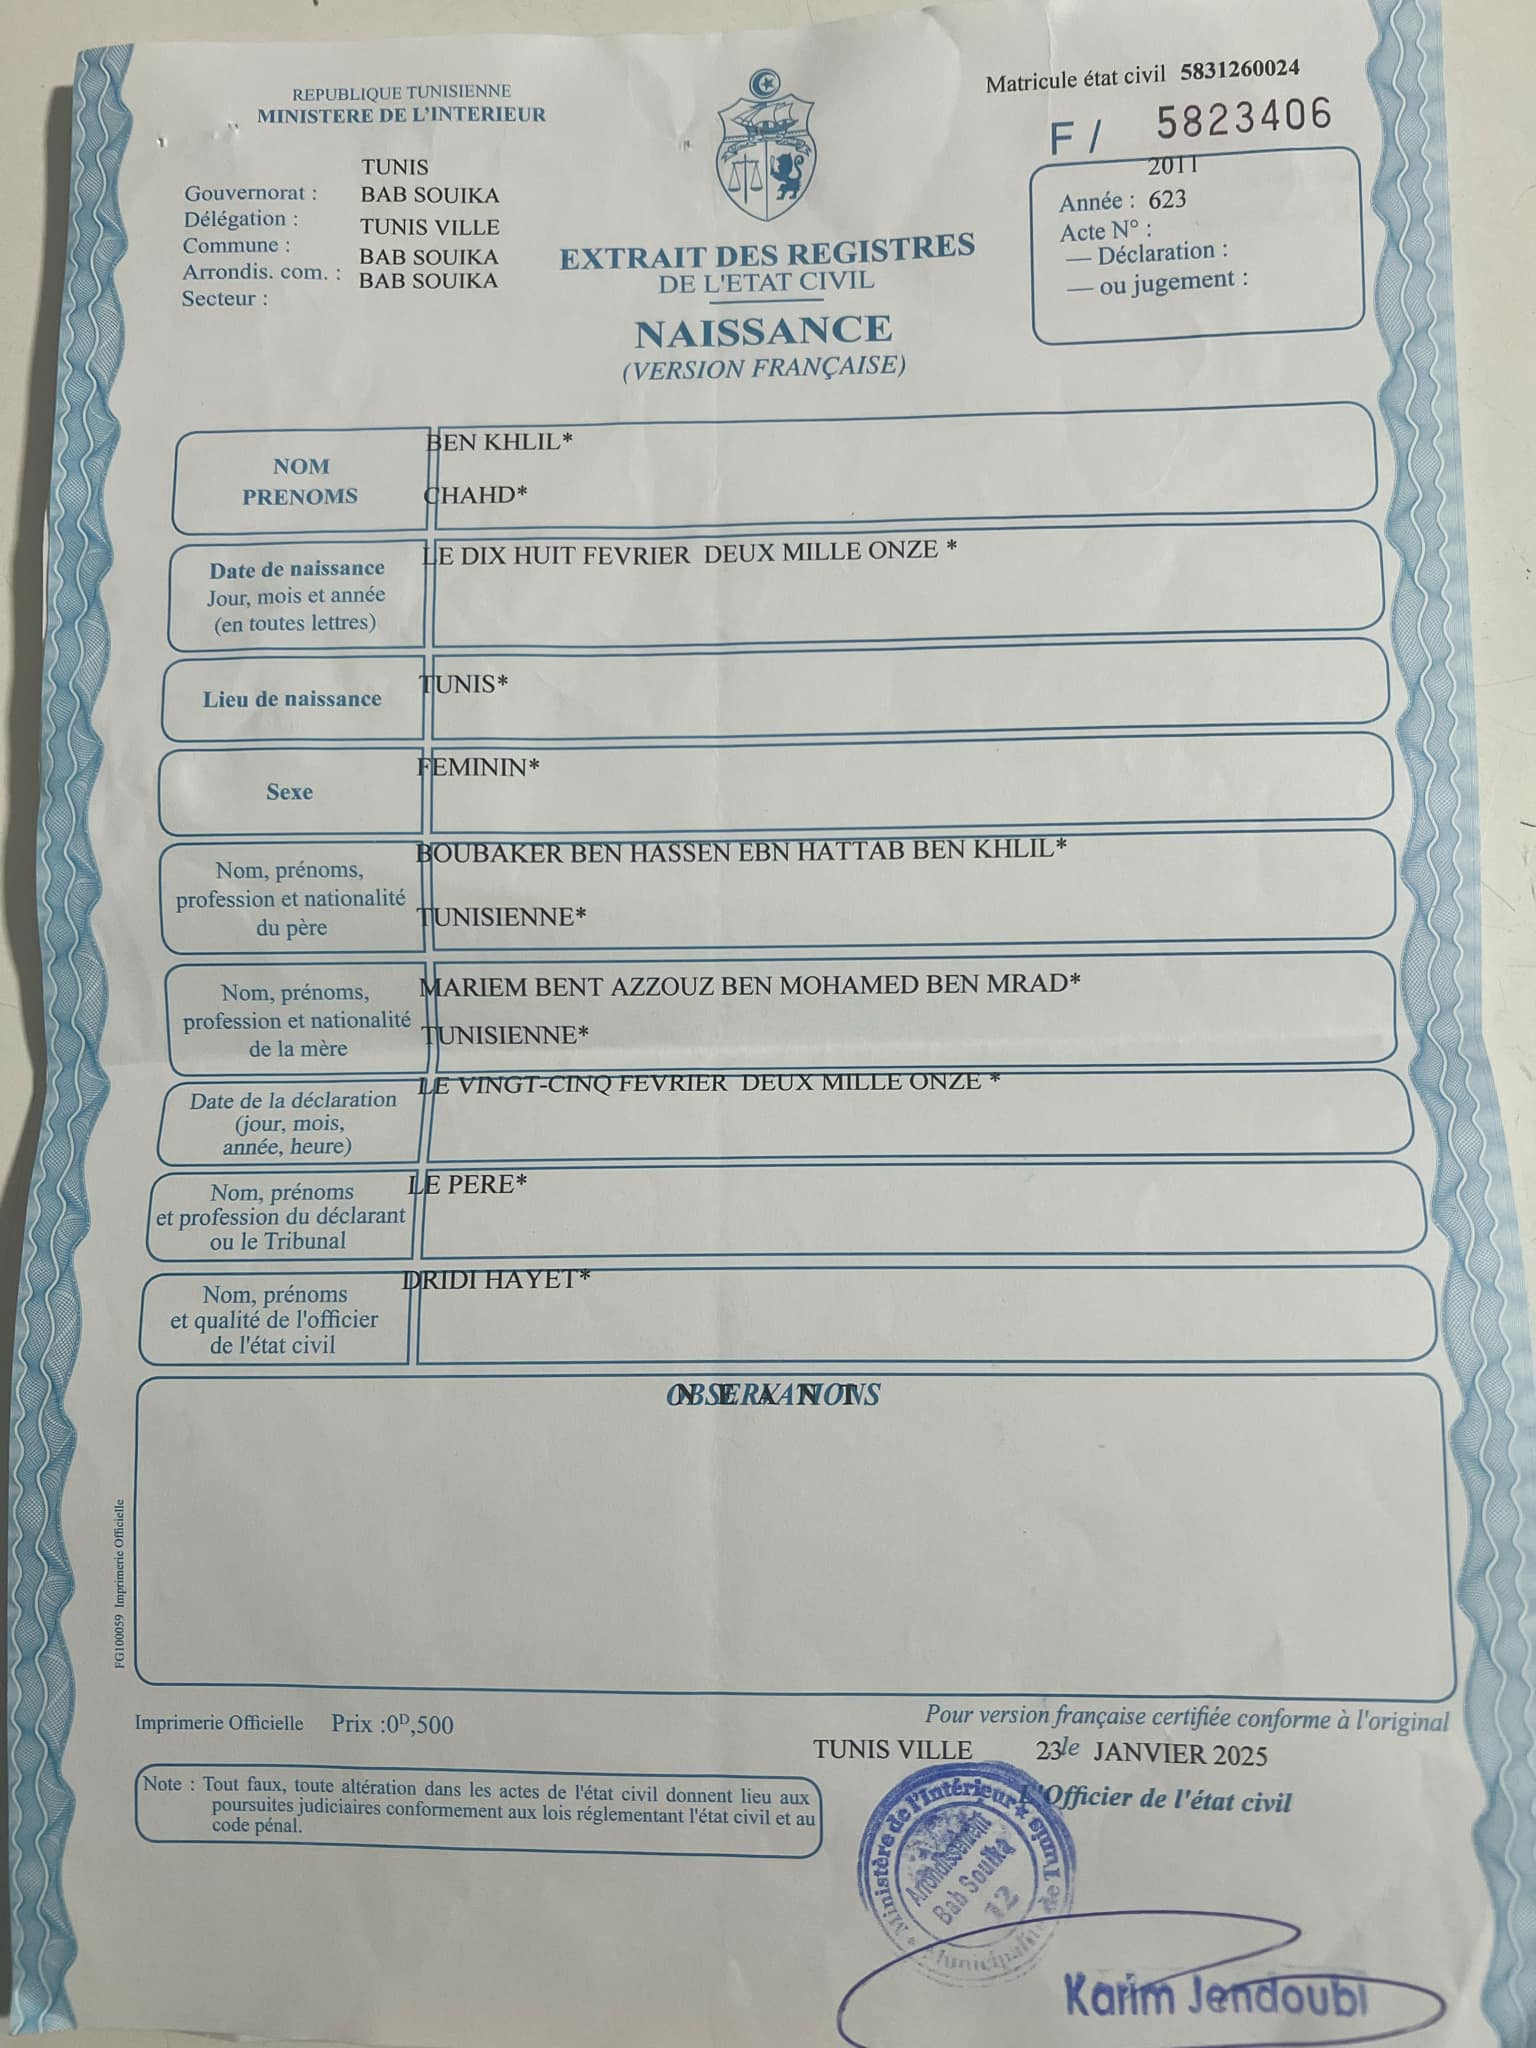 REPUBLIQUE TUNISIENNE
MINISTERE DE L'INTERIEUR
Matricule état civil 5831260024
F / 5823406
TUNIS
Gouvernorat : BAB SOUIKA
Délégation : TUNIS VILLE
Commune : BAB SOUIKA
Arrondis. com. : BAB SOUIKA
Secteur :
2011
Année : 623
Acte N° :
— Déclaration :
— ou jugement :
EXTRAIT DES REGISTRES
DE L'ETAT CIVIL
NAISSANCE
(VERSION FRANÇAISE)
NOM BEN KHLIL*
PRENOMS CHAHD*
Date de naissance LE DIX HUIT FEVRIER DEUX MILLE ONZE *
Jour, mois et année
(en toutes lettres)
Lieu de naissance TUNIS*
Sexe FEMININ*
Nom, prénoms, BOUBAKER BEN HASSEN EBN HATTAB BEN KHLIL*
profession et nationalité
du père TUNISIENNE*
Nom, prénoms, MARIEM BENT AZZOUZ BEN MOHAMED BEN MRAD*
profession et nationalité
de la mère TUNISIENNE*
Date de la déclaration LE VINGT-CINQ FEVRIER DEUX MILLE ONZE *
(jour, mois,
année, heure)
Nom, prénoms LE PERE*
et profession du déclarant
ou le Tribunal
Nom, prénoms DRIDI HAYET*
et qualité de l'officier
de l'état civil
OBSERVATIONS
N E A N T
FG100059 Imprimerie Officielle
Imprimerie Officielle Prix :0D,500
Pour version française certifiée conforme à l'original
TUNIS VILLE 23 le JANVIER 2025
L'Officier de l'état civil
Note : Tout faux, toute altération dans les actes de l'état civil donnent lieu aux
poursuites judiciaires conformement aux lois réglementant l'état civil et au
code pénal.
Ministère de l'Intérieur
Municipalité de Tunis
Arrondissement
Bab Souika
12
Karim Jendoubi